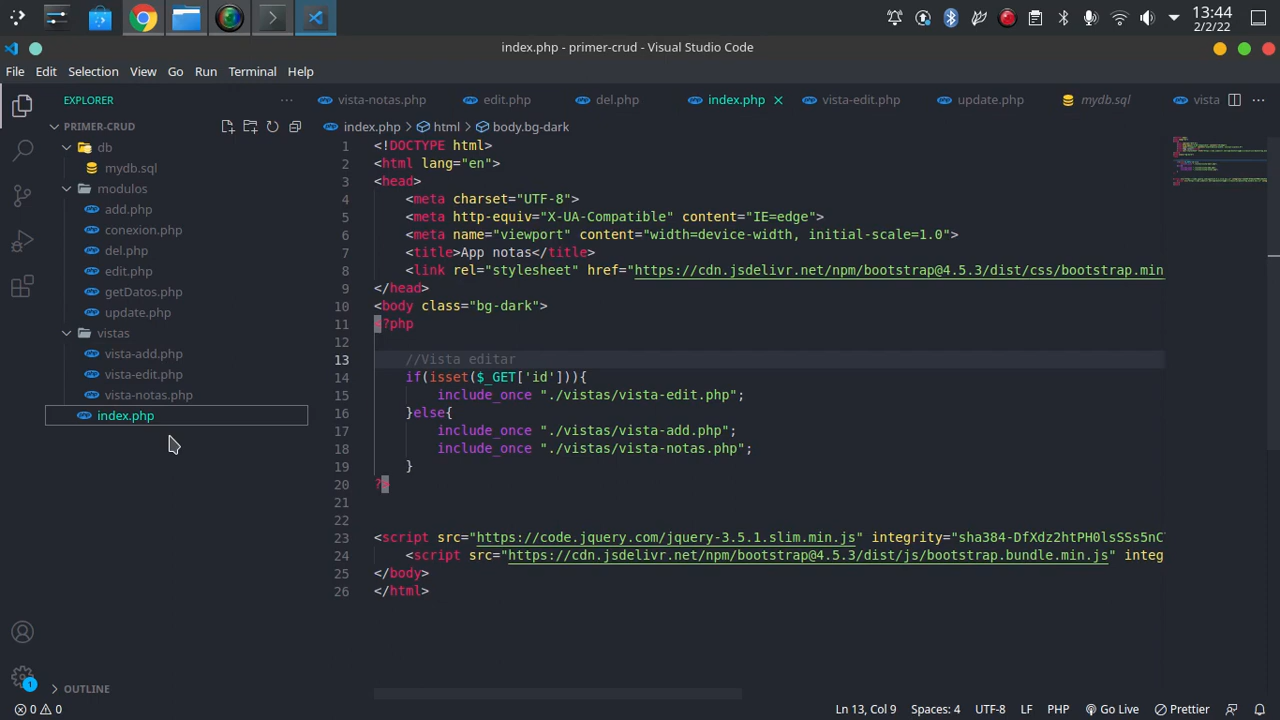 13:44
2/2/22
index.php - primer-crud - Visual Studio Code
File Edit Selection View Go Run Terminal Help
EXPLORER
PRIMER-CRUD
db
mydb.sql
modulos
add.php
conexion.php
del.php
edit.php
getDatos.php
update.php
vistas
vista-add.php
vista-edit.php
vista-notas.php
index.php
OUTLINE
vista-notas.php edit.php del.php index.php vista-edit.php update.php mydb.sql vista
index.php > html > body.bg-dark
1 <!DOCTYPE html>
2 <html lang="en">
3 <head>
4 <meta charset="UTF-8">
5 <meta http-equiv="X-UA-Compatible" content="IE=edge">
6 <meta name="viewport" content="width=device-width, initial-scale=1.0">
7 <title>App notas</title>
8 <link rel="stylesheet" href="https://cdn.jsdelivr.net/npm/bootstrap@4.5.3/dist/css/bootstrap.min
9 </head>
10 <body class="bg-dark">
11 <?php
12
13 //Vista editar
14 if(isset($_GET['id'])){
15 include_once "./vistas/vista-edit.php";
16 }else{
17 include_once "./vistas/vista-add.php";
18 include_once "./vistas/vista-notas.php";
19 }
20 ?>
21
22
23 <script src="https://code.jquery.com/jquery-3.5.1.slim.min.js" integrity="sha384-DfXdz2htPH0lsSSs5nC
24 <script src="https://cdn.jsdelivr.net/npm/bootstrap@4.5.3/dist/js/bootstrap.bundle.min.js" integ
25 </body>
26 </html>
1
0 0 Ln 13, Col 9 Spaces: 4 UTF-8 LF PHP Go Live Prettier